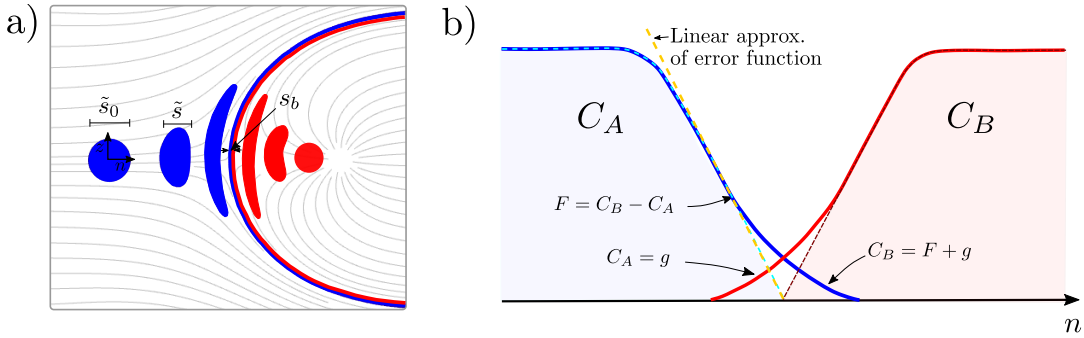 a)
s̃₀
s̃
s_b
z
n
b)
Linear approx.
of error function
C_A
C_B
F = C_B − C_A
C_A = g
C_B = F + g
n